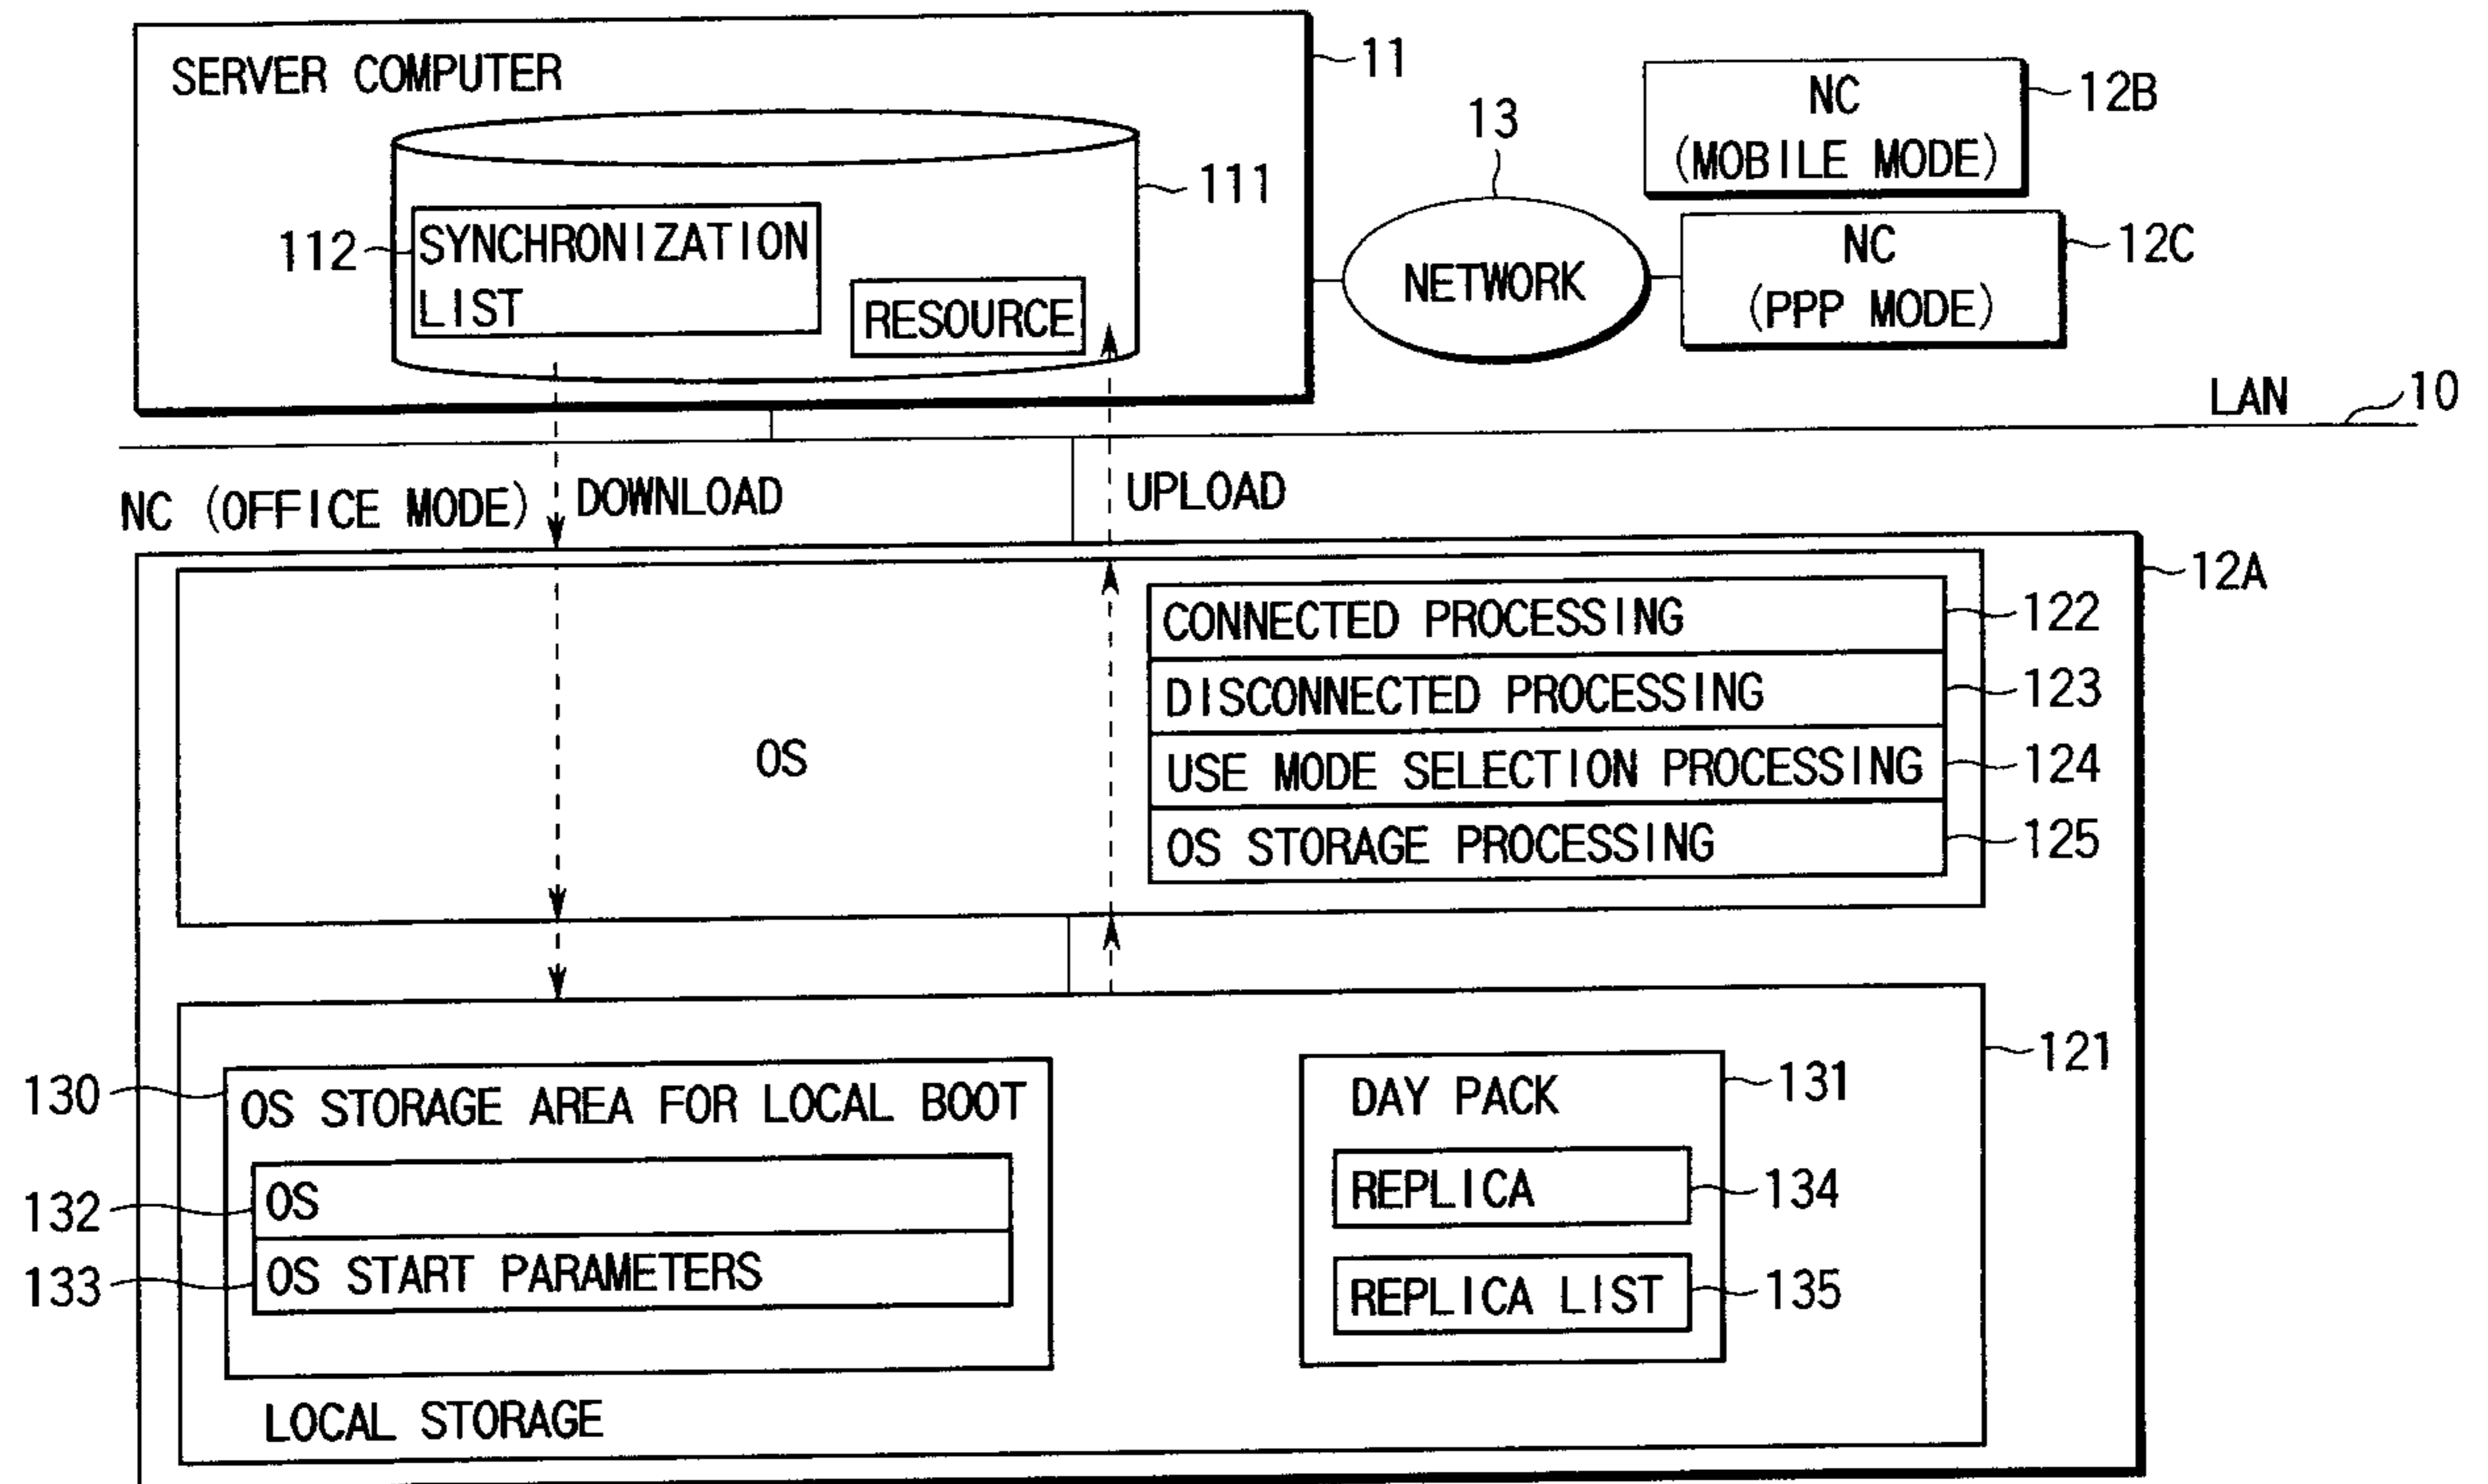 SERVER COMPUTER
11
111
112
SYNCHRONIZATION
LIST
RESOURCE
13
NETWORK
NC
(MOBILE MODE)
12B
NC
(PPP MODE)
12C
LAN
10
NC (OFFICE MODE)
DOWNLOAD
UPLOAD
12A
OS
CONNECTED PROCESSING
122
DISCONNECTED PROCESSING
123
USE MODE SELECTION PROCESSING
124
OS STORAGE PROCESSING
125
121
130
OS STORAGE AREA FOR LOCAL BOOT
132
OS
133
OS START PARAMETERS
DAY PACK
131
REPLICA
134
REPLICA LIST
135
LOCAL STORAGE